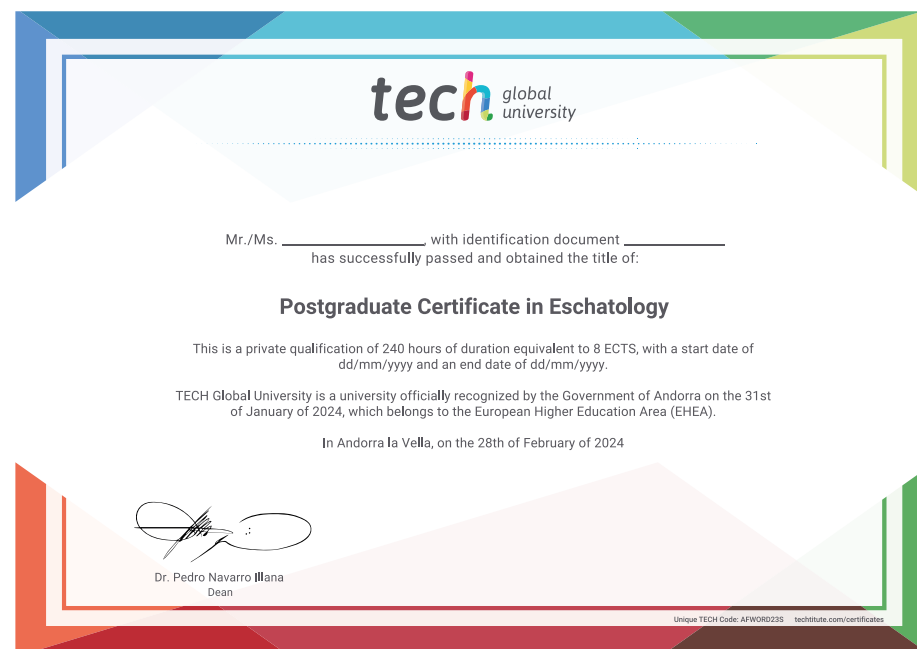 tech global university
Mr./Ms. ____________, with identification document ____________
has successfully passed and obtained the title of:
Postgraduate Certificate in Eschatology
This is a private qualification of 240 hours of duration equivalent to 8 ECTS, with a start date of
dd/mm/yyyy and an end date of dd/mm/yyyy.
TECH Global University is a university officially recognized by the Government of Andorra on the 31st
of January of 2024, which belongs to the European Higher Education Area (EHEA).
In Andorra la Vella, on the 28th of February of 2024
Dr. Pedro Navarro Illana
Dean
Unique TECH Code: AFWORD23S techtitute.com/certificates